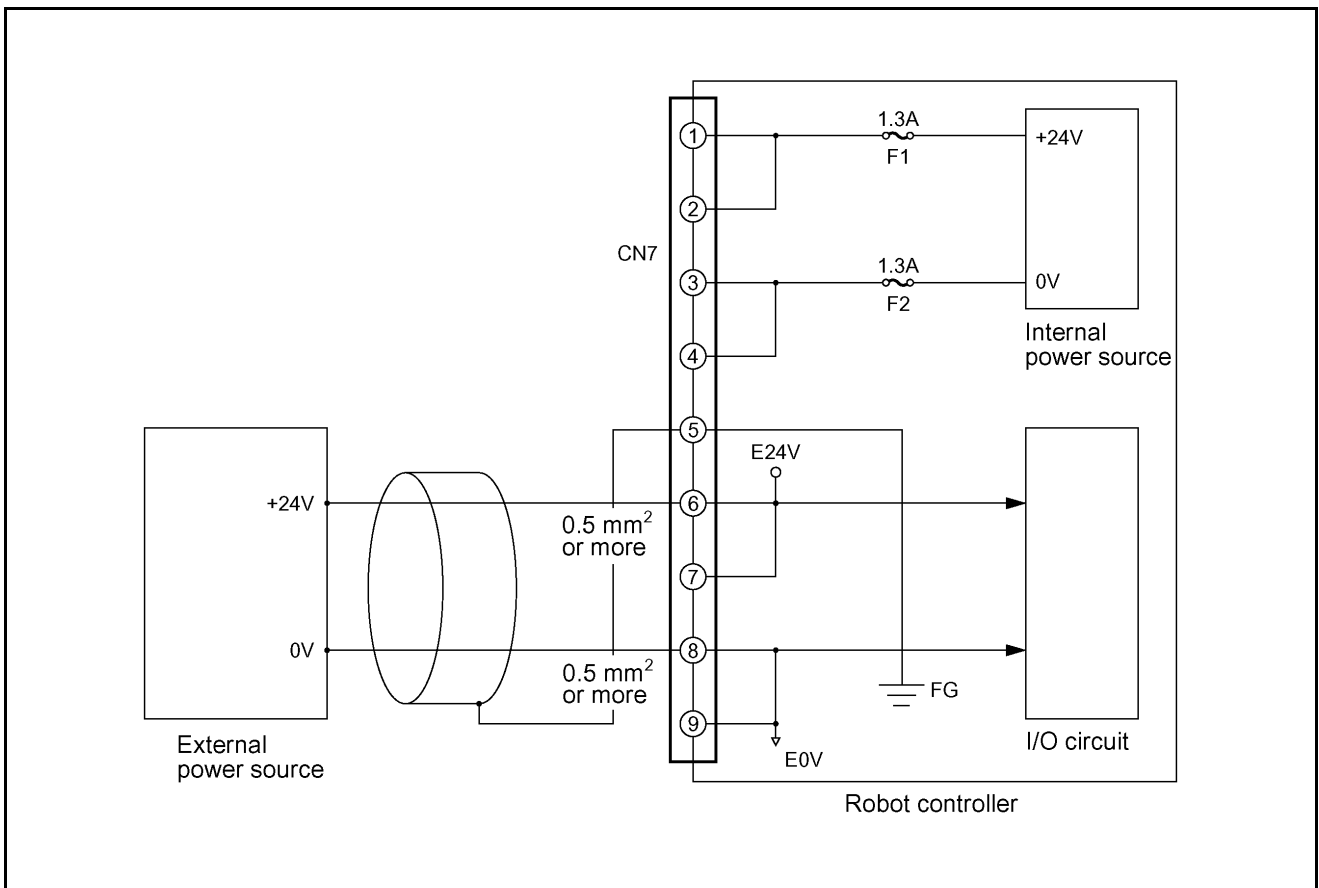 1.3A
1
+24V
F1
2
CN7
1.3A
3
0V
F2
Internal
power source
4
5
E24V
+24V
6
0.5 mm²
or more
7
0V
8
0.5 mm²
or more
FG
9
I/O circuit
External
power source
E0V
Robot controller